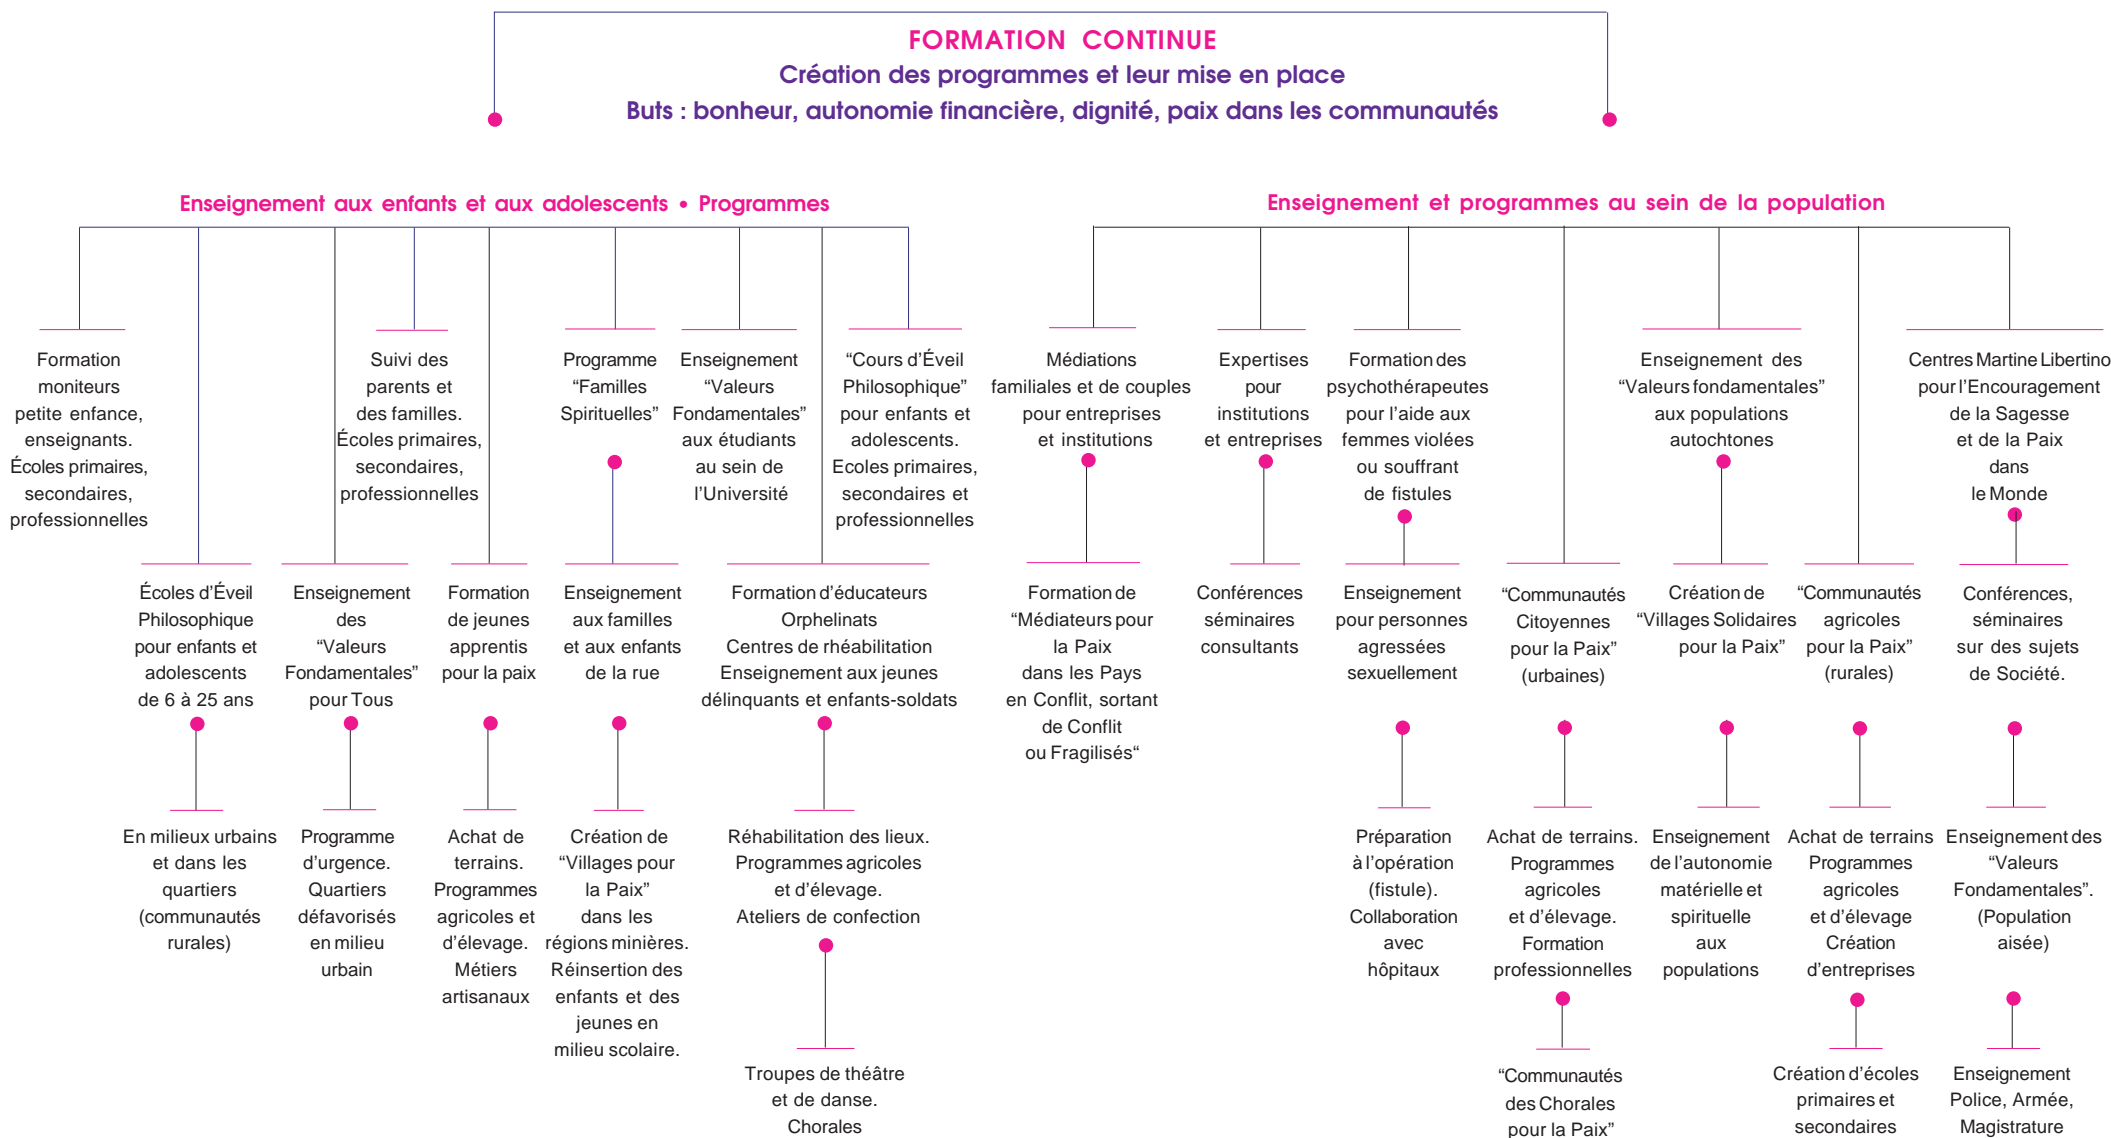 FORMATION CONTINUE
Création des programmes et leur mise en place
Buts : bonheur, autonomie financière, dignité, paix dans les communautés
Enseignement aux enfants et aux adolescents • Programmes
Formation
moniteurs
petite enfance,
enseignants.
Écoles primaires,
secondaires,
professionnelles
Suivi des
parents et
des familles.
Écoles primaires,
secondaires,
professionnelles
Programme
“Familles
Spirituelles”
Enseignement
“Valeurs
Fondamentales”
aux étudiants
au sein de
l’Université
“Cours d’Éveil
Philosophique”
pour enfants et
adolescents.
Ecoles primaires,
secondaires et
professionnelles
Écoles d’Éveil
Philosophique
pour enfants et
adolescents
de 6 à 25 ans
Enseignement
des
“Valeurs
Fondamentales”
pour Tous
Formation
de jeunes
apprentis
pour la paix
Enseignement
aux familles
et aux enfants
de la rue
Formation d’éducateurs
Orphelinats
Centres de rhéabilitation
Enseignement aux jeunes
délinquants et enfants-soldats
En milieux urbains
et dans les
quartiers
(communautés
rurales)
Programme
d’urgence.
Quartiers
défavorisés
en milieu
urbain
Achat de
terrains.
Programmes
agricoles et
d’élevage.
Métiers
artisanaux
Création de
“Villages pour
la Paix”
dans les
régions minières.
Réinsertion des
enfants et des
jeunes en
milieu scolaire.
Réhabilitation des lieux.
Programmes agricoles
et d’élevage.
Ateliers de confection
Troupes de théâtre
et de danse.
Chorales
Enseignement et programmes au sein de la population
Médiations
familiales et de couples
pour entreprises
et institutions
Expertises
pour
institutions
et entreprises
Formation des
psychothérapeutes
pour l’aide aux
femmes violées
ou souffrant
de fistules
Enseignement des
“Valeurs fondamentales”
aux populations
autochtones
Centres Martine Libertino
pour l’Encouragement
de la Sagesse
et de la Paix
dans
le Monde
Formation de
“Médiateurs pour
la Paix
dans les Pays
en Conflit, sortant
de Conflit
ou Fragilisés“
Conférences
séminaires
consultants
Enseignement
pour personnes
agressées
sexuellement
“Communautés
Citoyennes
pour la Paix”
(urbaines)
Création de
“Villages Solidaires
pour la Paix”
“Communautés
agricoles
pour la Paix”
(rurales)
Conférences,
séminaires
sur des sujets
de Société.
Préparation
à l’opération
(fistule).
Collaboration
avec
hôpitaux
Achat de terrains.
Programmes
agricoles
et d’élevage.
Formation
professionnelles
Enseignement
de l’autonomie
matérielle et
spirituelle
aux
populations
Achat de terrains
Programmes
agricoles
et d’élevage
Création
d’entreprises
Enseignement des
“Valeurs
Fondamentales”.
(Population
aisée)
“Communautés
des Chorales
pour la Paix”
Création d’écoles
primaires et
secondaires
Enseignement
Police, Armée,
Magistrature